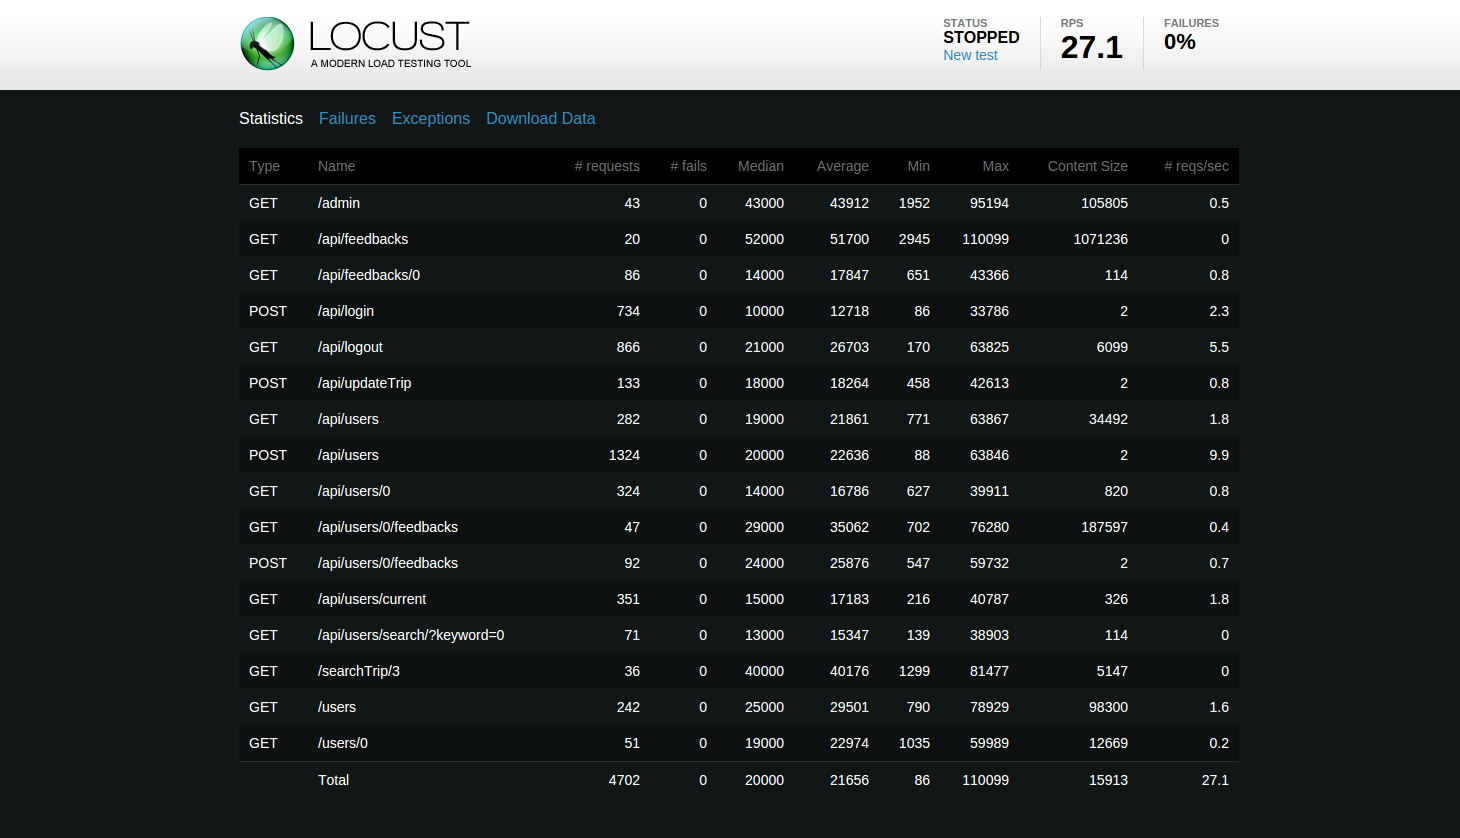 LOCUST
A MODERN LOAD TESTING TOOL
STATUS
STOPPED
New test
RPS
27.1
FAILURES
0%
Statistics Failures Exceptions Download Data
Type Name # requests # fails Median Average Min Max Content Size # reqs/sec
GET /admin 43 0 43000 43912 1952 95194 105805 0.5
GET /api/feedbacks 20 0 52000 51700 2945 110099 1071236 0
GET /api/feedbacks/0 86 0 14000 17847 651 43366 114 0.8
POST /api/login 734 0 10000 12718 86 33786 2 2.3
GET /api/logout 866 0 21000 26703 170 63825 6099 5.5
POST /api/updateTrip 133 0 18000 18264 458 42613 2 0.8
GET /api/users 282 0 19000 21861 771 63867 34492 1.8
POST /api/users 1324 0 20000 22636 88 63846 2 9.9
GET /api/users/0 324 0 14000 16786 627 39911 820 0.8
GET /api/users/0/feedbacks 47 0 29000 35062 702 76280 187597 0.4
POST /api/users/0/feedbacks 92 0 24000 25876 547 59732 2 0.7
GET /api/users/current 351 0 15000 17183 216 40787 326 1.8
GET /api/users/search/?keyword=0 71 0 13000 15347 139 38903 114 0
GET /searchTrip/3 36 0 40000 40176 1299 81477 5147 0
GET /users 242 0 25000 29501 790 78929 98300 1.6
GET /users/0 51 0 19000 22974 1035 59989 12669 0.2
Total 4702 0 20000 21656 86 110099 15913 27.1